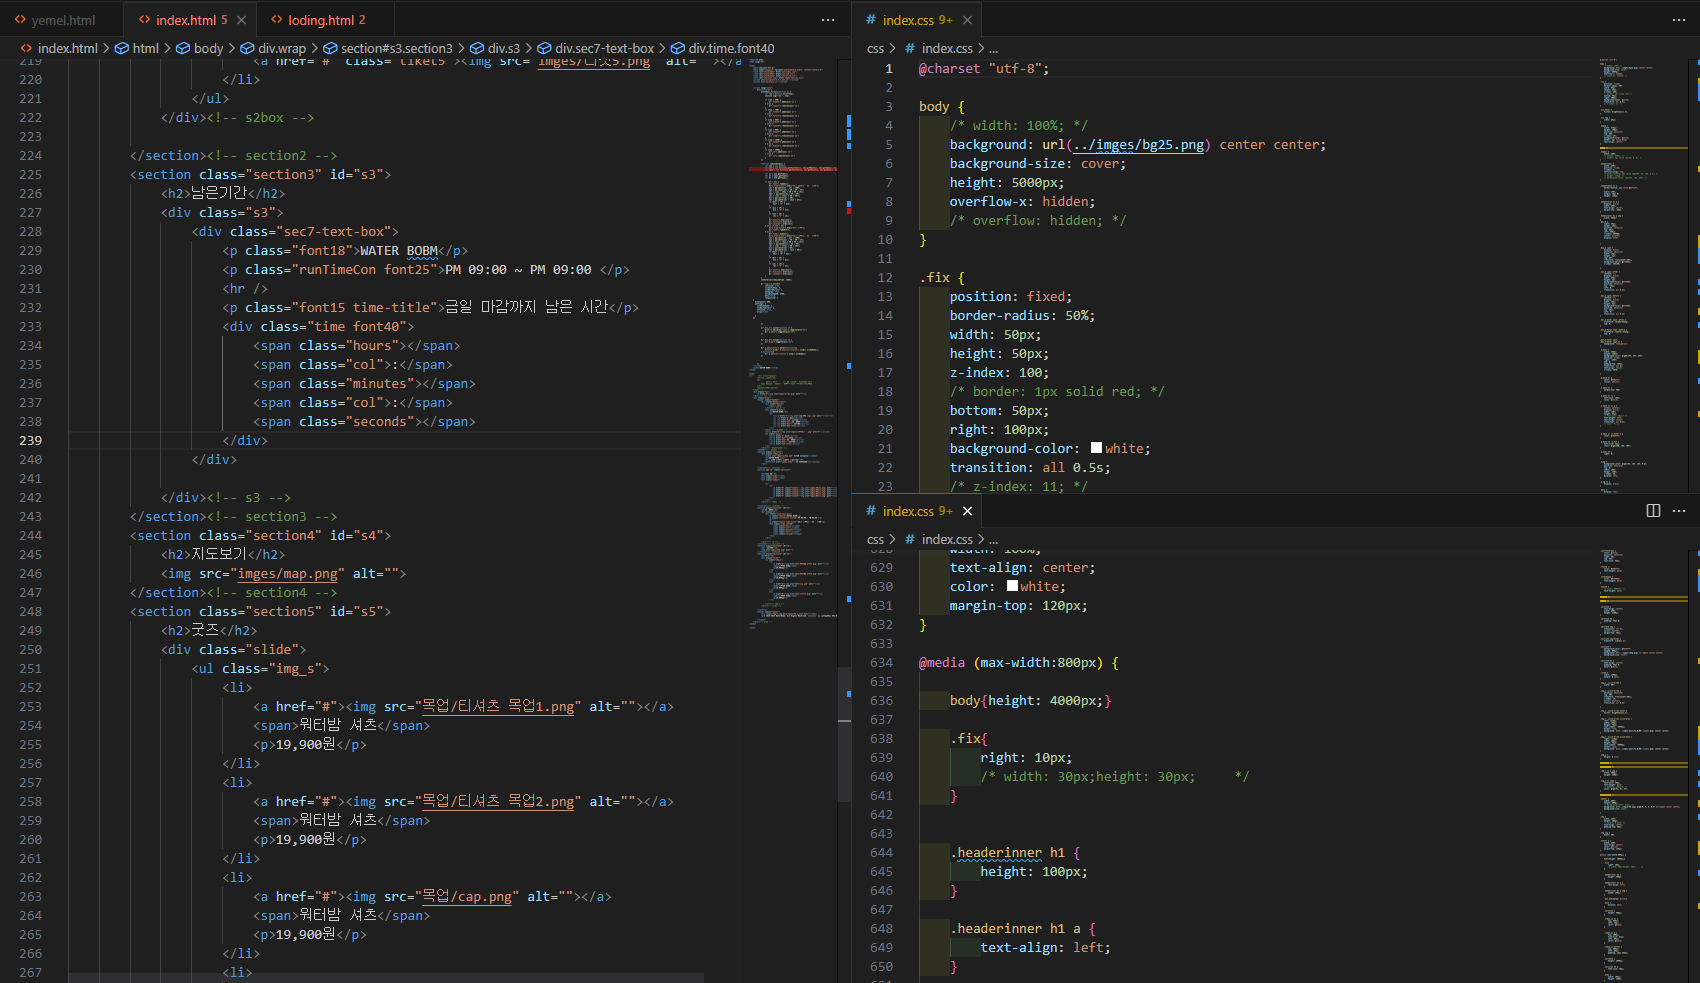 yemel.html
index.html 5
loding.html 2
index.html > html > body > div.wrap > section#s3.section3 > div.s3 > div.sec7-text-box > div.time.font40
219 <a href="#" class="tiket5"><img src="imges/티켓5.png" alt=""></a
220 </li>
221 </ul>
222 </div><!-- s2box -->
223
224 </section><!-- section2 -->
225 <section class="section3" id="s3">
226 <h2>남은기간</h2>
227 <div class="s3">
228 <div class="sec7-text-box">
229 <p class="font18">WATER BOBM</p>
230 <p class="runTimeCon font25">PM 09:00 ~ PM 09:00 </p>
231 <hr />
232 <p class="font15 time-title">금일 마감까지 남은 시간</p>
233 <div class="time font40">
234 <span class="hours"></span>
235 <span class="col">:</span>
236 <span class="minutes"></span>
237 <span class="col">:</span>
238 <span class="seconds"></span>
239 </div>
240 </div>
241
242 </div><!-- s3 -->
243 </section><!-- section3 -->
244 <section class="section4" id="s4">
245 <h2>지도보기</h2>
246 <img src="imges/map.png" alt="">
247 </section><!-- section4 -->
248 <section class="section5" id="s5">
249 <h2>굿즈</h2>
250 <div class="slide">
251 <ul class="img_s">
252 <li>
253 <a href="#"><img src="목업/티셔츠 목업1.png" alt=""></a>
254 <span>워터밤 셔츠</span>
255 <p>19,900원</p>
256 </li>
257 <li>
258 <a href="#"><img src="목업/티셔츠 목업2.png" alt=""></a>
259 <span>워터밤 셔츠</span>
260 <p>19,900원</p>
261 </li>
262 <li>
263 <a href="#"><img src="목업/cap.png" alt=""></a>
264 <span>워터밤 셔츠</span>
265 <p>19,900원</p>
266 </li>
267 <li>
# index.css 9+
css > # index.css > ...
1 @charset "utf-8";
2
3 body {
4 /* width: 100%; */
5 background: url(../imges/bg25.png) center center;
6 background-size: cover;
7 height: 5000px;
8 overflow-x: hidden;
9 /* overflow: hidden; */
10 }
11
12 .fix {
13 position: fixed;
14 border-radius: 50%;
15 width: 50px;
16 height: 50px;
17 z-index: 100;
18 /* border: 1px solid red; */
19 bottom: 50px;
20 right: 100px;
21 background-color: white;
22 transition: all 0.5s;
23 /* z-index: 11; */
# index.css 9+
css > # index.css > ...
628 width: 100%;
629 text-align: center;
630 color: white;
631 margin-top: 120px;
632 }
633
634 @media (max-width:800px) {
635
636 body{height: 4000px;}
637
638 .fix{
639 right: 10px;
640 /* width: 30px;height: 30px; */
641 }
642
643
644 .headerinner h1 {
645 height: 100px;
646 }
647
648 .headerinner h1 a {
649 text-align: left;
650 }